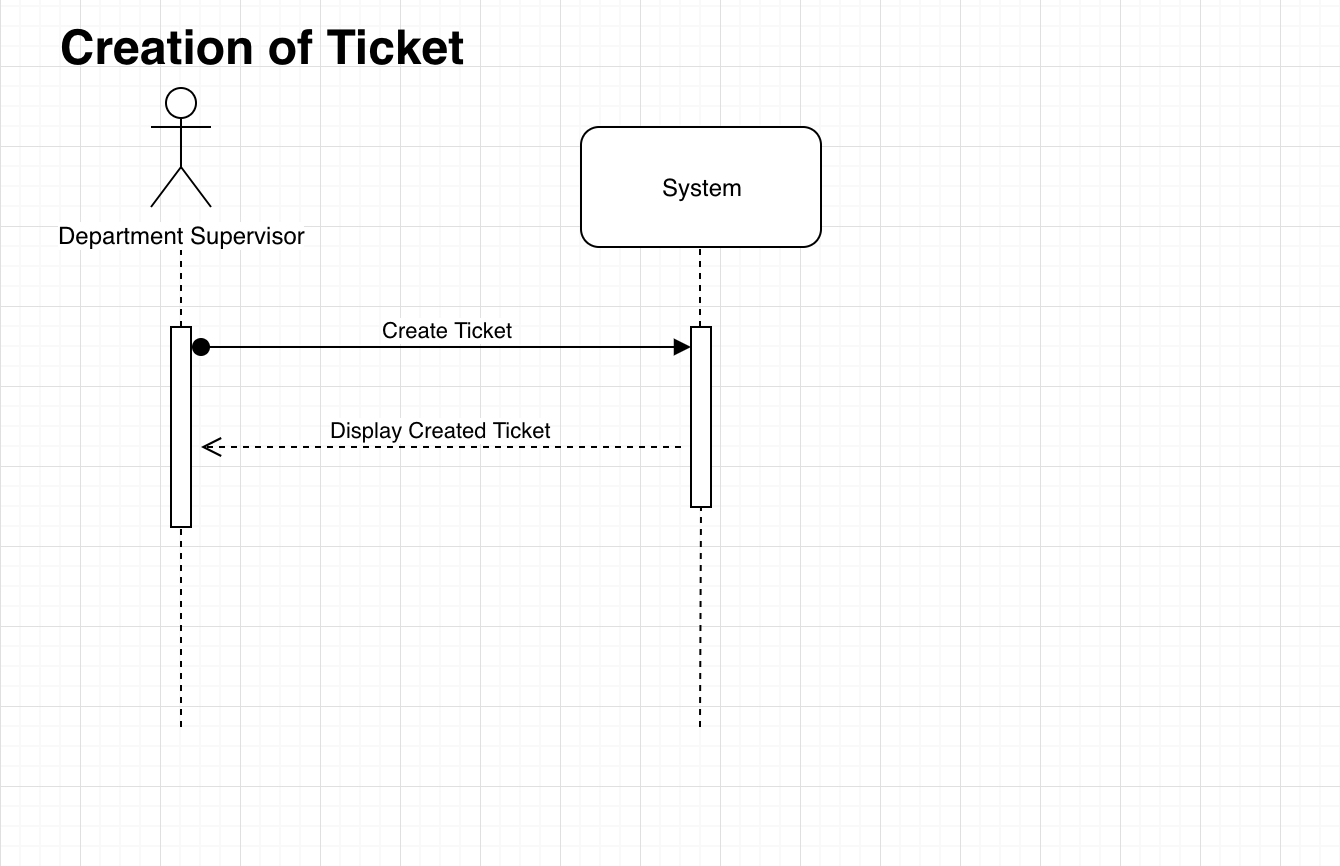 Creation of Ticket
Department Supervisor
System
Create Ticket
Display Created Ticket